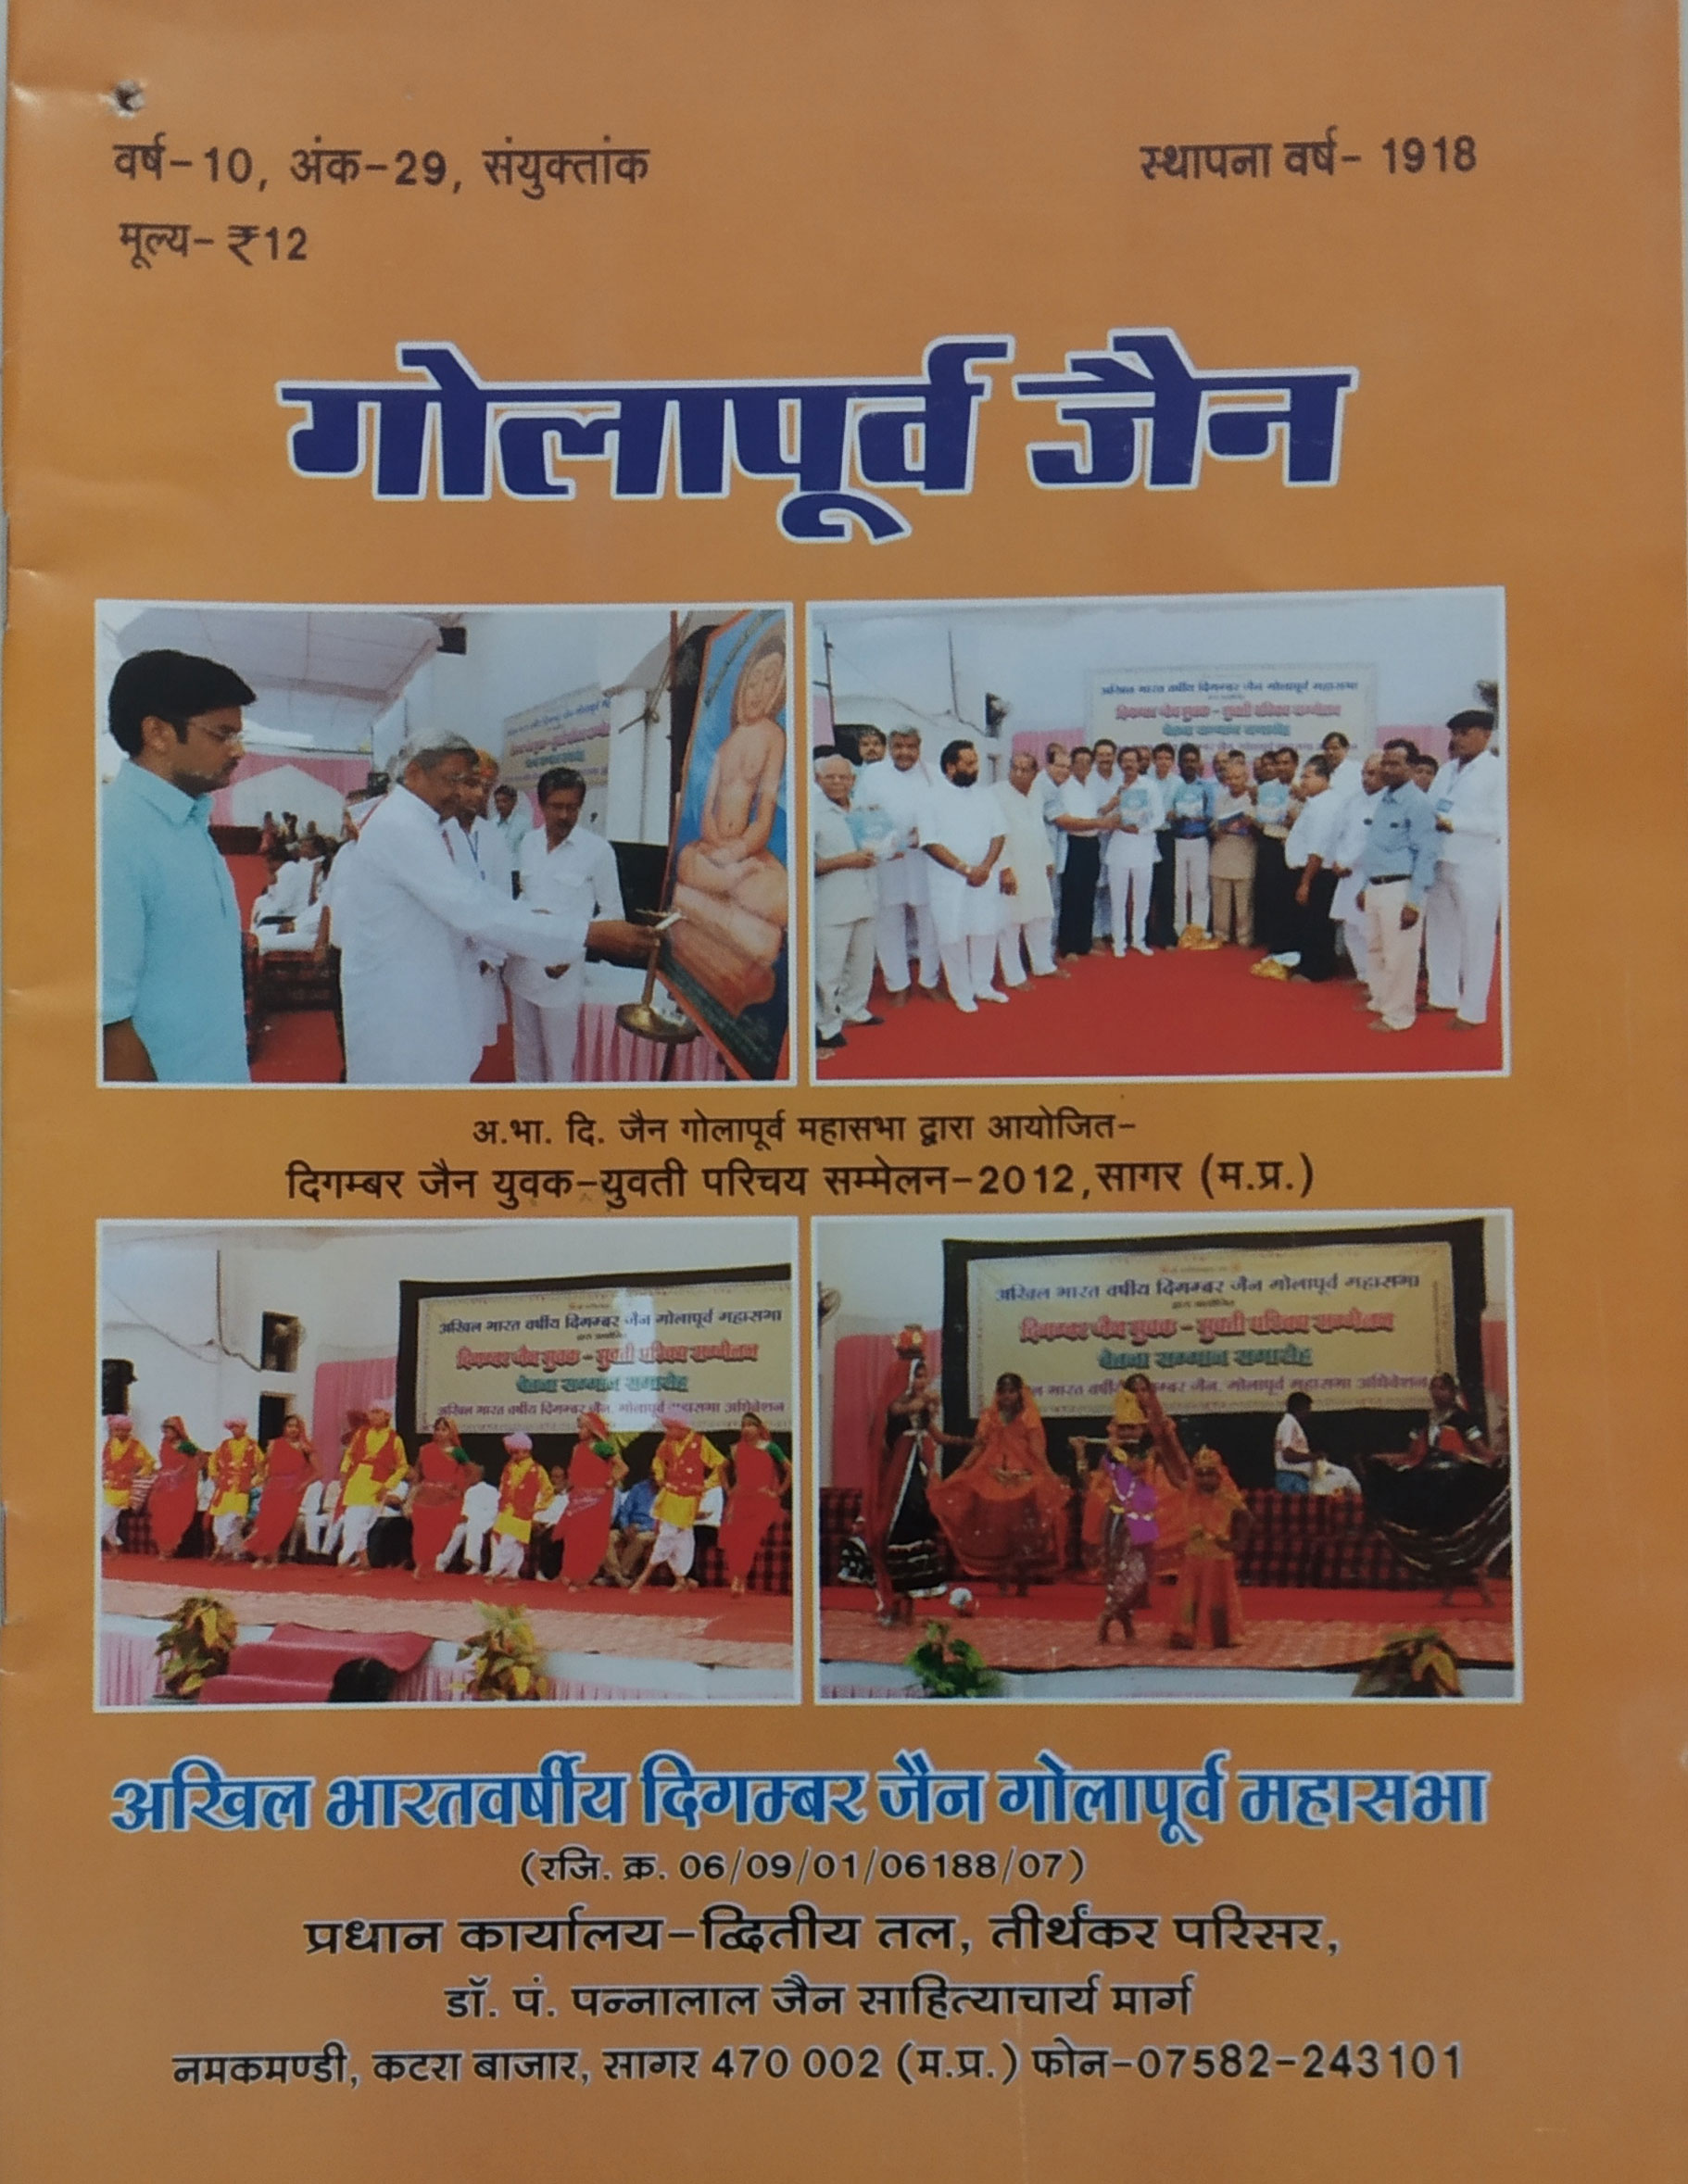 वर्ष-10, अंक-29, संयुक्तांक
स्थापना वर्ष- 1918
मूल्य- ₹12
गोलापूर्व जैन
अखिल भारत वर्षीय दिगम्बर जैन गोलापूर्व महासभा
दिगम्बर जैन युवक - युवती परिचय सम्मेलन
चेतना सम्मान समारोह
अ.भा. दि. जैन गोलापूर्व महासभा द्वारा आयोजित-
दिगम्बर जैन युवक-युवती परिचय सम्मेलन-2012,सागर (म.प्र.)
अखिल भारत वर्षीय दिगम्बर जैन गोलापूर्व महासभा
द्वारा आयोजित
दिगम्बर जैन युवक - युवती परिचय सम्मेलन
चेतना सम्मान समारोह
अखिल भारत वर्षीय दिगम्बर जैन, गोलापूर्व महासभा अधिवेशन
अखिल भारत वर्षीय दिगम्बर जैन गोलापूर्व महासभा
द्वारा आयोजित
दिगम्बर जैन युवक - युवती परिचय सम्मेलन
चेतना सम्मान समारोह
भारत वर्षीय जैन, गोलापूर्व महासभा अधिवेशन
अखिल भारतवर्षीय दिगम्बर जैन गोलापूर्व महासभा
(रजि. क्र. 06/09/01/06188/07)
प्रधान कार्यालय-द्वितीय तल, तीर्थंकर परिसर,
डॉ. पं. पन्नालाल जैन साहित्याचार्य मार्ग
नमकमण्डी, कटरा बाजार, सागर 470 002 (म.प्र.) फोन-07582-243101